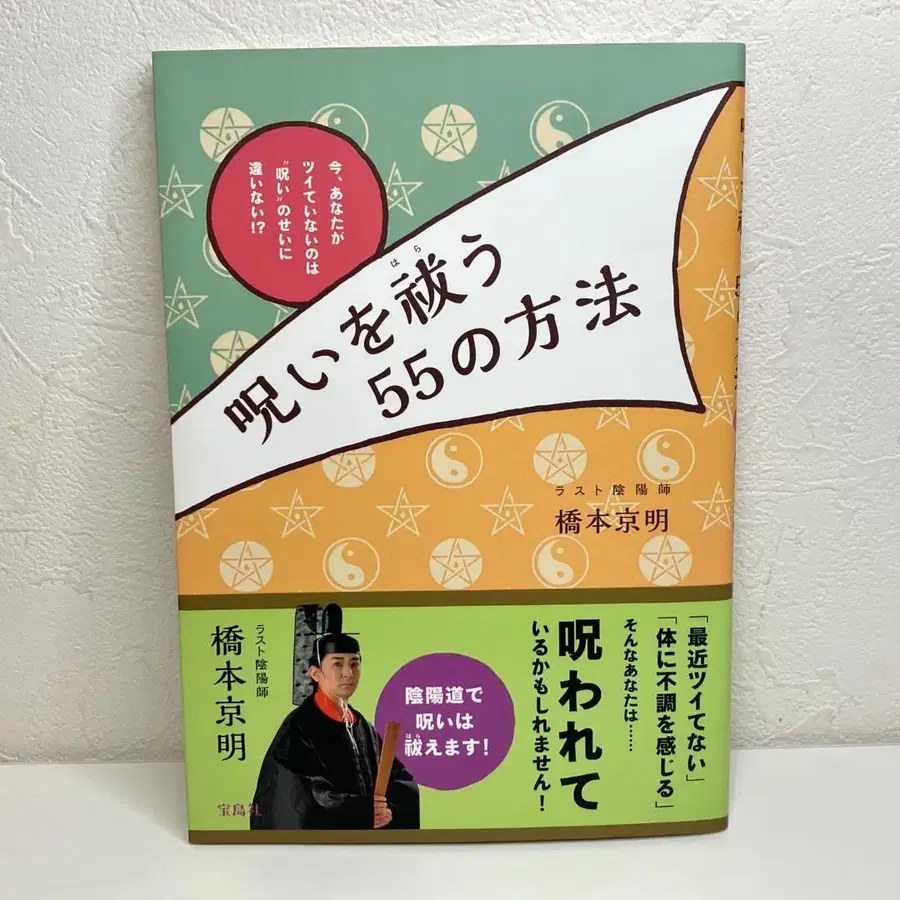 今、あなたが
ツイていないのは
"呪い"のせいに
違いない!?
はら
呪いを祓う
55の方法
ラスト陰陽師
橋本京明
「最近ツイてない」
「体に不調を感じる」
そんなあなたは……
呪われて
いるかもしれません!
陰陽道で
呪いは
はら
祓えます!
ラスト陰陽師
橋本京明
宝島社